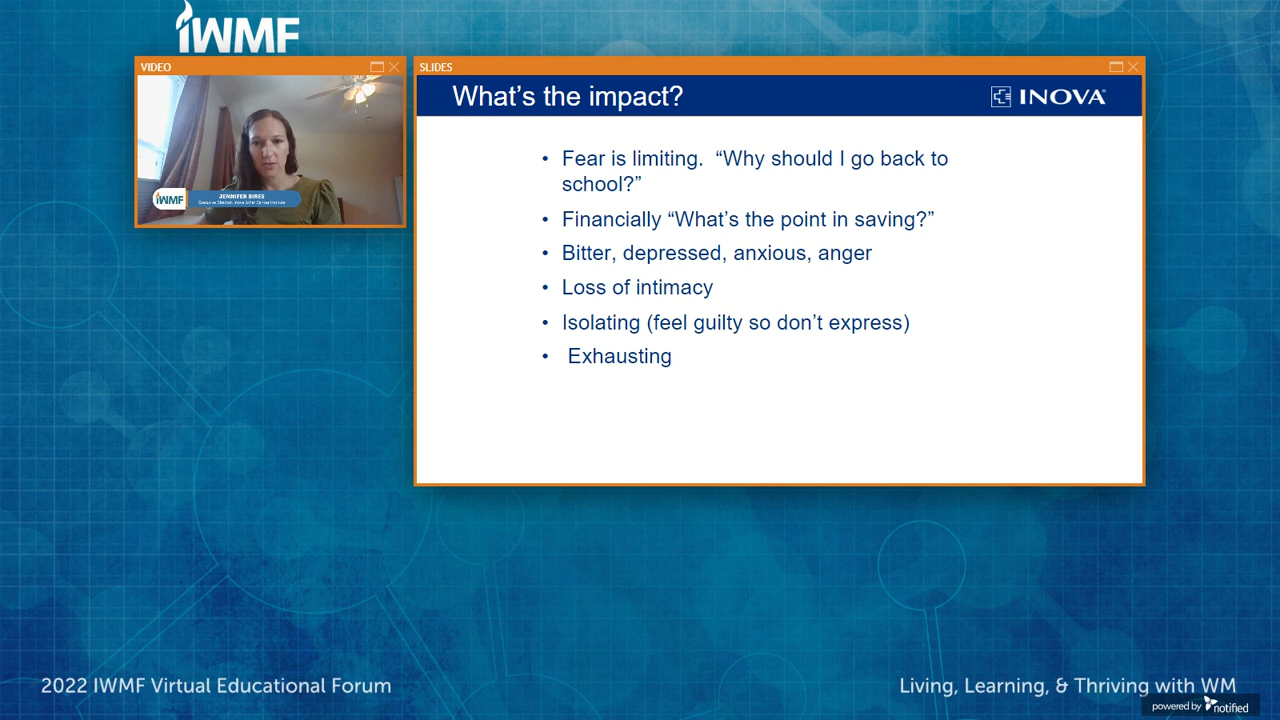 IWMF
VIDEO
IWMF
JENNIFER BIRES
SLIDES
What's the impact?
INOVA®
• Fear is limiting.  “Why should I go back to
school?”
• Financially “What’s the point in saving?”
• Bitter, depressed, anxious, anger
• Loss of intimacy
• Isolating (feel guilty so don’t express)
• Exhausting
2022 IWMF Virtual Educational Forum
Living, Learning, & Thriving with WM
powered by notified